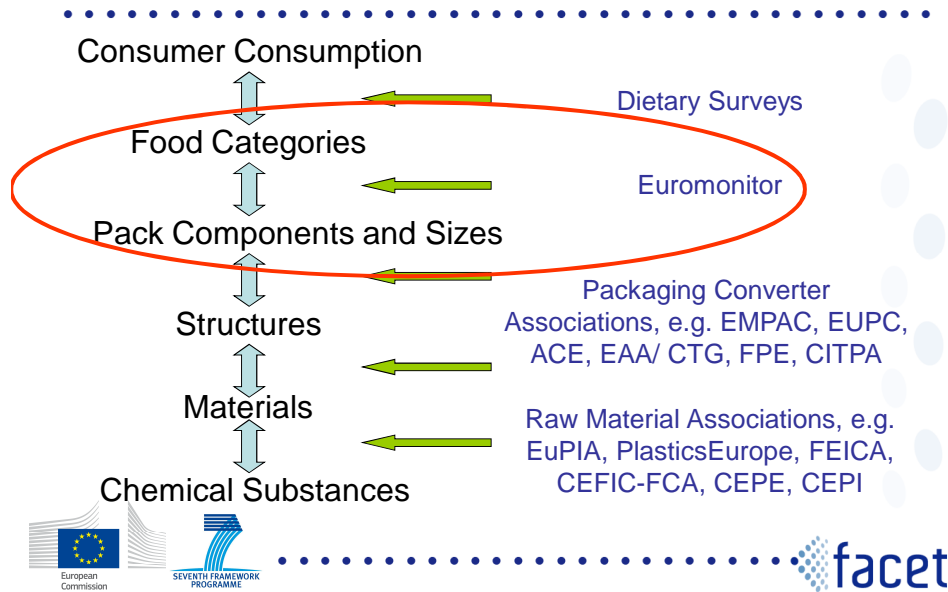 Consumer Consumption
Dietary Surveys
Food Categories
Euromonitor
Pack Components and Sizes
Packaging Converter
Associations, e.g. EMPAC, EUPC,
ACE, EAA/ CTG, FPE, CITPA
Structures
Materials
Raw Material Associations, e.g.
EuPIA, PlasticsEurope, FEICA,
CEFIC-FCA, CEPE, CEPI
Chemical Substances
European
Commission
SEVENTH FRAMEWORK
PROGRAMME
facet